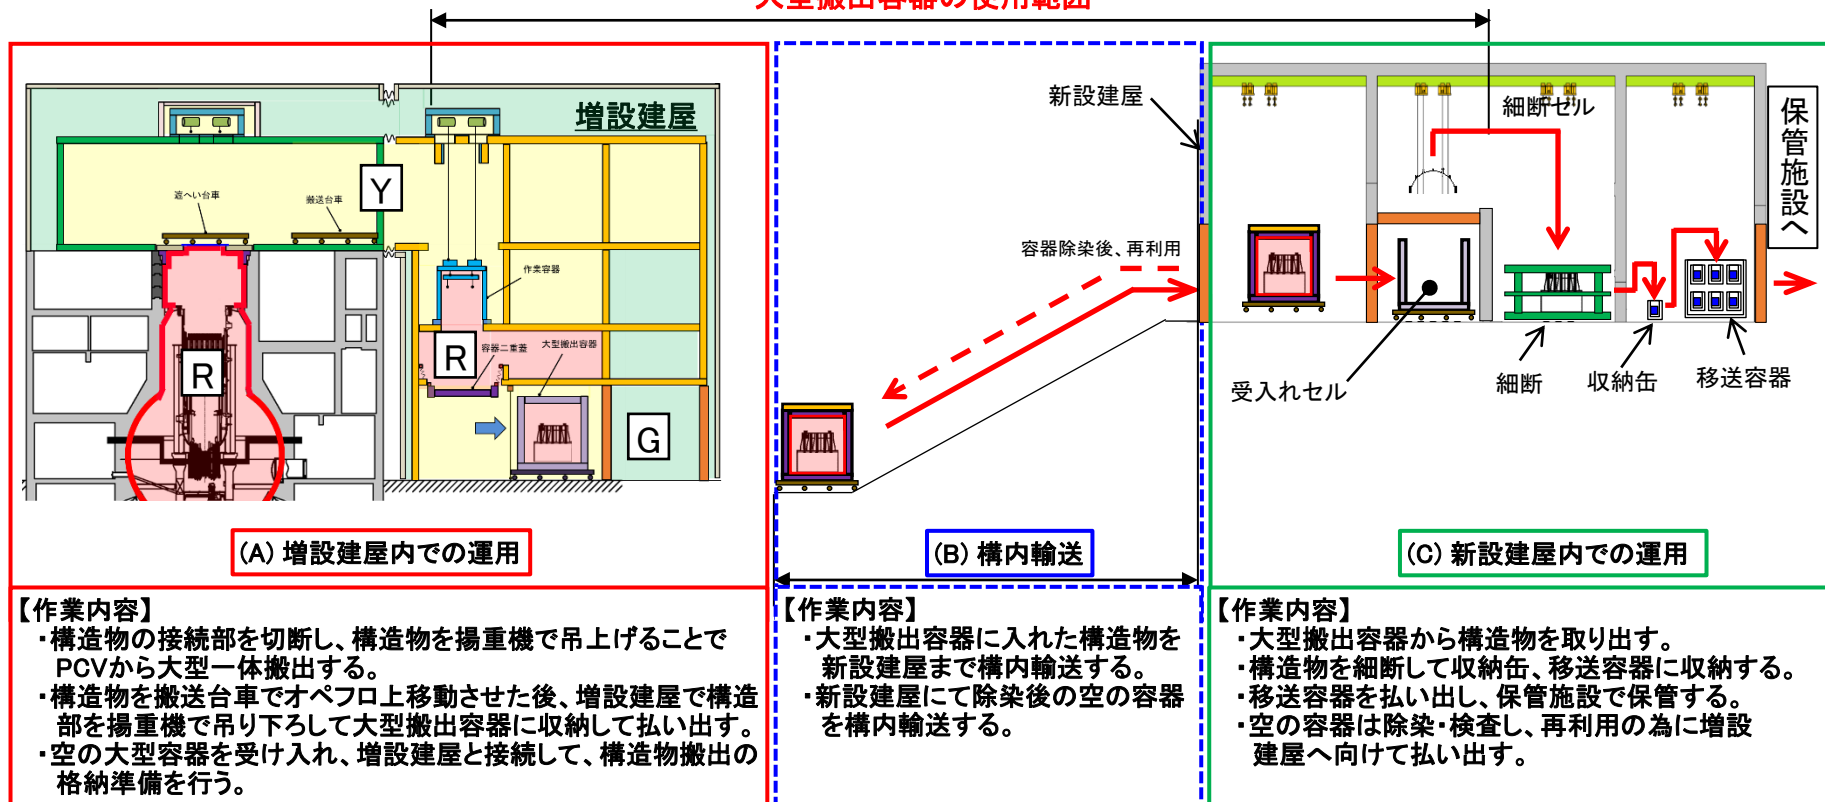 大型搬出容器の使用範囲
増設建屋
Y
遮へい台車
搬送台車
作業容器
R
R
容器二重蓋
大型搬出容器
G
(A) 増設建屋内での運用
新設建屋
容器除染後、再利用
(B) 構内輸送
細断セル
保管施設へ
受入れセル
細断
収納缶
移送容器
(C) 新設建屋内での運用
【作業内容】
・構造物の接続部を切断し、構造物を揚重機で吊上げることで
PCVから大型一体搬出する。
・構造物を搬送台車でオペフロ上移動させた後、増設建屋で構造
部を揚重機で吊り下ろして大型搬出容器に収納して払い出す。
・空の大型容器を受け入れ、増設建屋と接続して、構造物搬出の
格納準備を行う。
【作業内容】
・大型搬出容器に入れた構造物を
新設建屋まで構内輸送する。
・新設建屋にて除染後の空の容器
を構内輸送する。
【作業内容】
・大型搬出容器から構造物を取り出す。
・構造物を細断して収納缶、移送容器に収納する。
・移送容器を払い出し、保管施設で保管する。
・空の容器は除染・検査し、再利用の為に増設
建屋へ向けて払い出す。